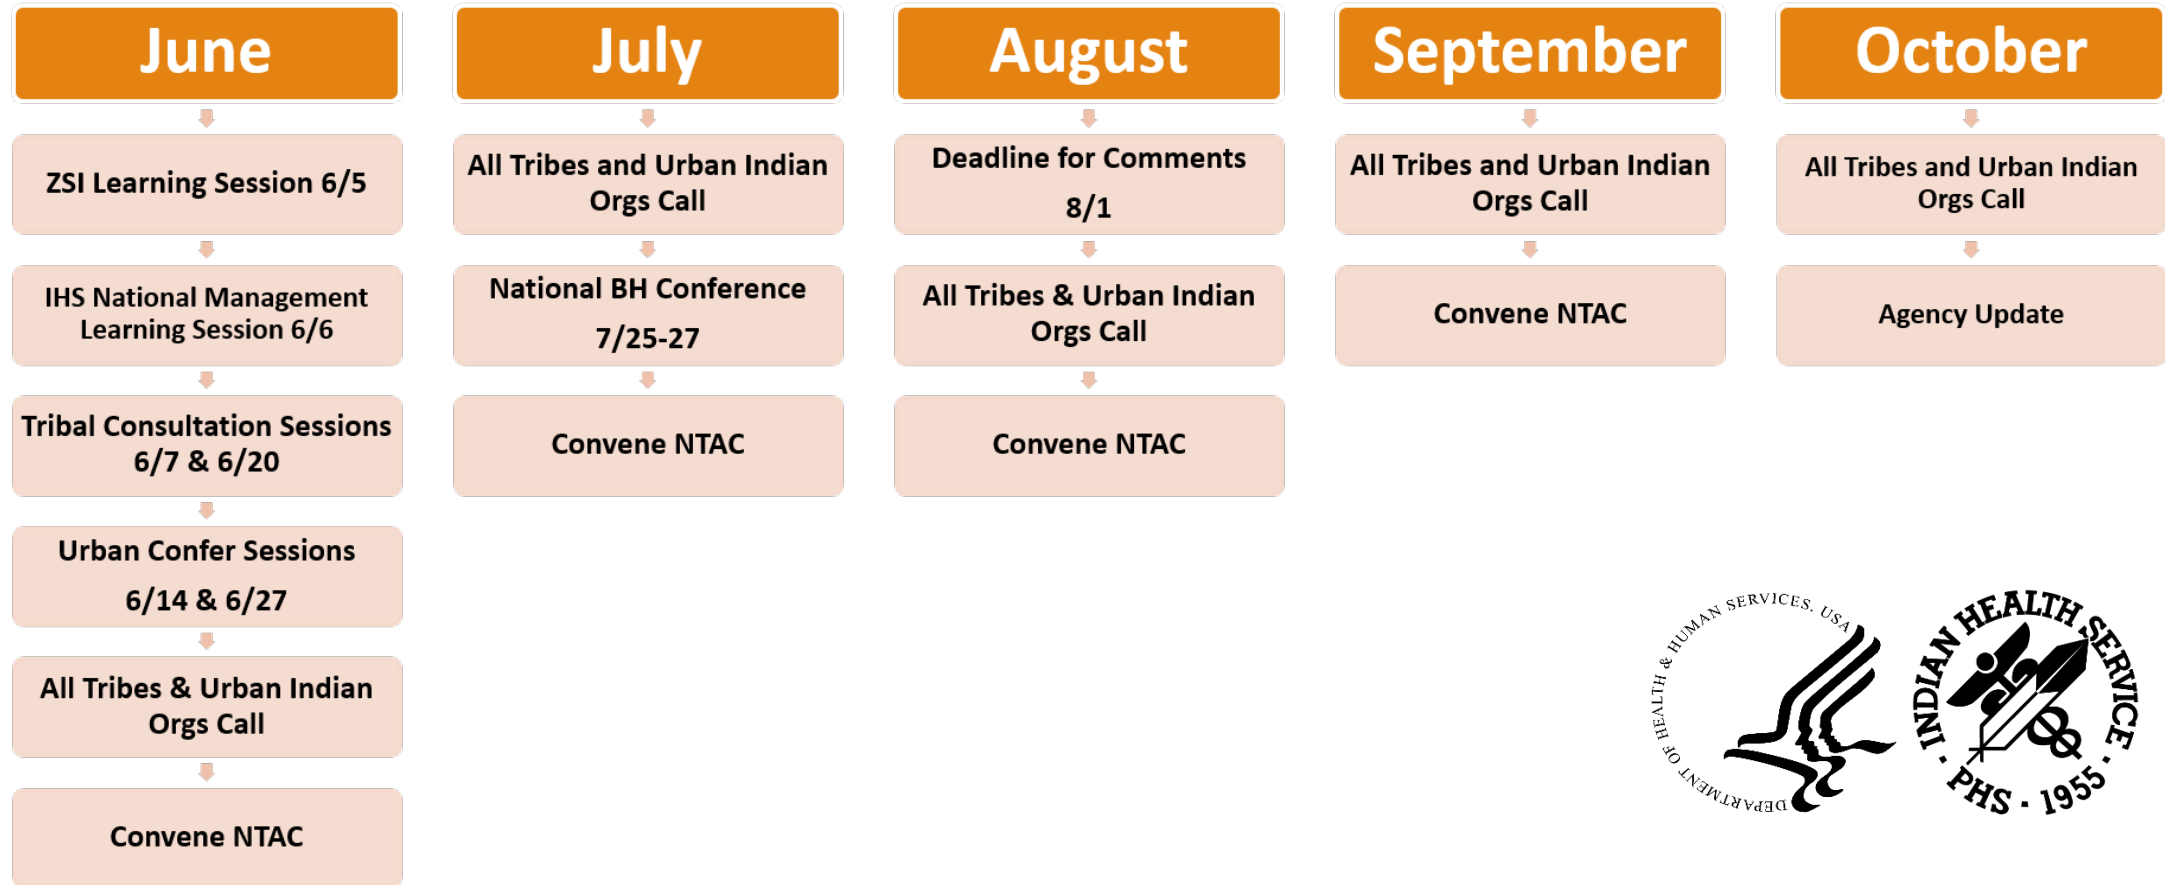 June
ZSI Learning Session 6/5
IHS National Management
Learning Session 6/6
Tribal Consultation Sessions
6/7 & 6/20
Urban Confer Sessions
6/14 & 6/27
All Tribes & Urban Indian
Orgs Call
Convene NTAC
July
All Tribes and Urban Indian
Orgs Call
National BH Conference
7/25-27
Convene NTAC
August
Deadline for Comments
8/1
All Tribes & Urban Indian
Orgs Call
Convene NTAC
September
All Tribes and Urban Indian
Orgs Call
Convene NTAC
October
All Tribes and Urban Indian
Orgs Call
Agency Update
DEPARTMENT OF HEALTH & HUMAN SERVICES. USA
INDIAN HEALTH SERVICE
· PHS · 1955 ·